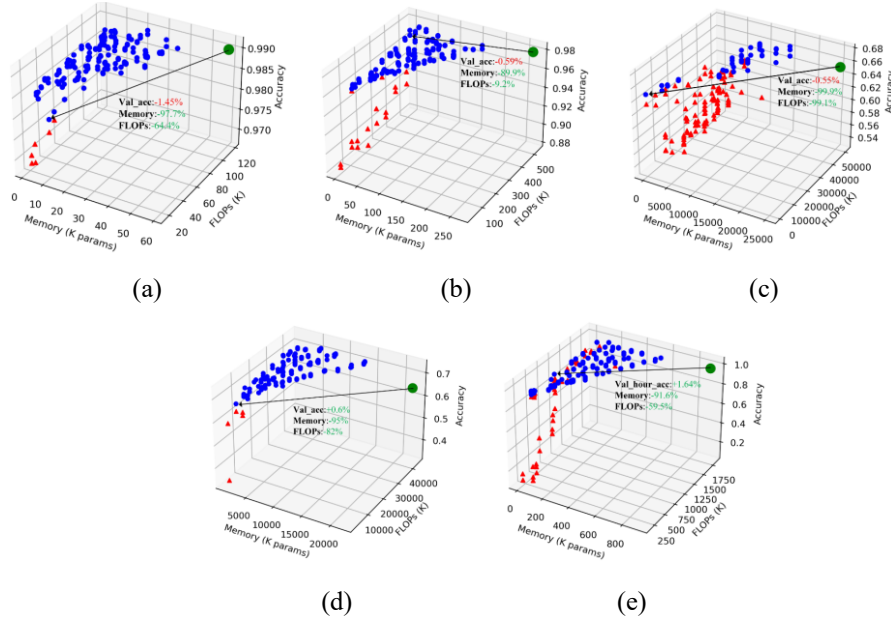 0.990
0.985
0.980
0.975
0.970
Accuracy
Val_acc:-1.45%
Memory:-97.7%
FLOPs:-64.4%
120
100
80
60
40
20
FLOPs (K)
0
10
20
30
40
50
60
Memory (K params)
(a)
0.98
0.96
0.94
0.92
0.90
0.88
Accuracy
Val_acc:-0.59%
Memory:-89.9%
FLOPs:-9.2%
500
400
300
200
100
FLOPs (K)
0
50
100
150
200
250
Memory (K params)
(b)
0.68
0.66
0.64
0.62
0.60
0.58
0.56
0.54
Accuracy
Val_acc:-0.55%
Memory:-99.9%
FLOPs:-99.1%
50000
40000
30000
20000
10000
0
FLOPs (K)
0
5000
10000
15000
20000
25000
Memory (K params)
(c)
0.7
0.6
0.5
0.4
Accuracy
Val_acc:+0.6%
Memory:-95%
FLOPs:-82%
40000
30000
20000
10000
FLOPs (K)
5000
10000
15000
20000
Memory (K params)
(d)
1.0
0.8
0.6
0.4
0.2
Accuracy
Val_hour_acc:+1.64%
Memory:-91.6%
FLOPs:-59.5%
1750
1500
1250
1000
750
500
250
FLOPs (K)
0
200
400
600
800
Memory (K params)
(e)